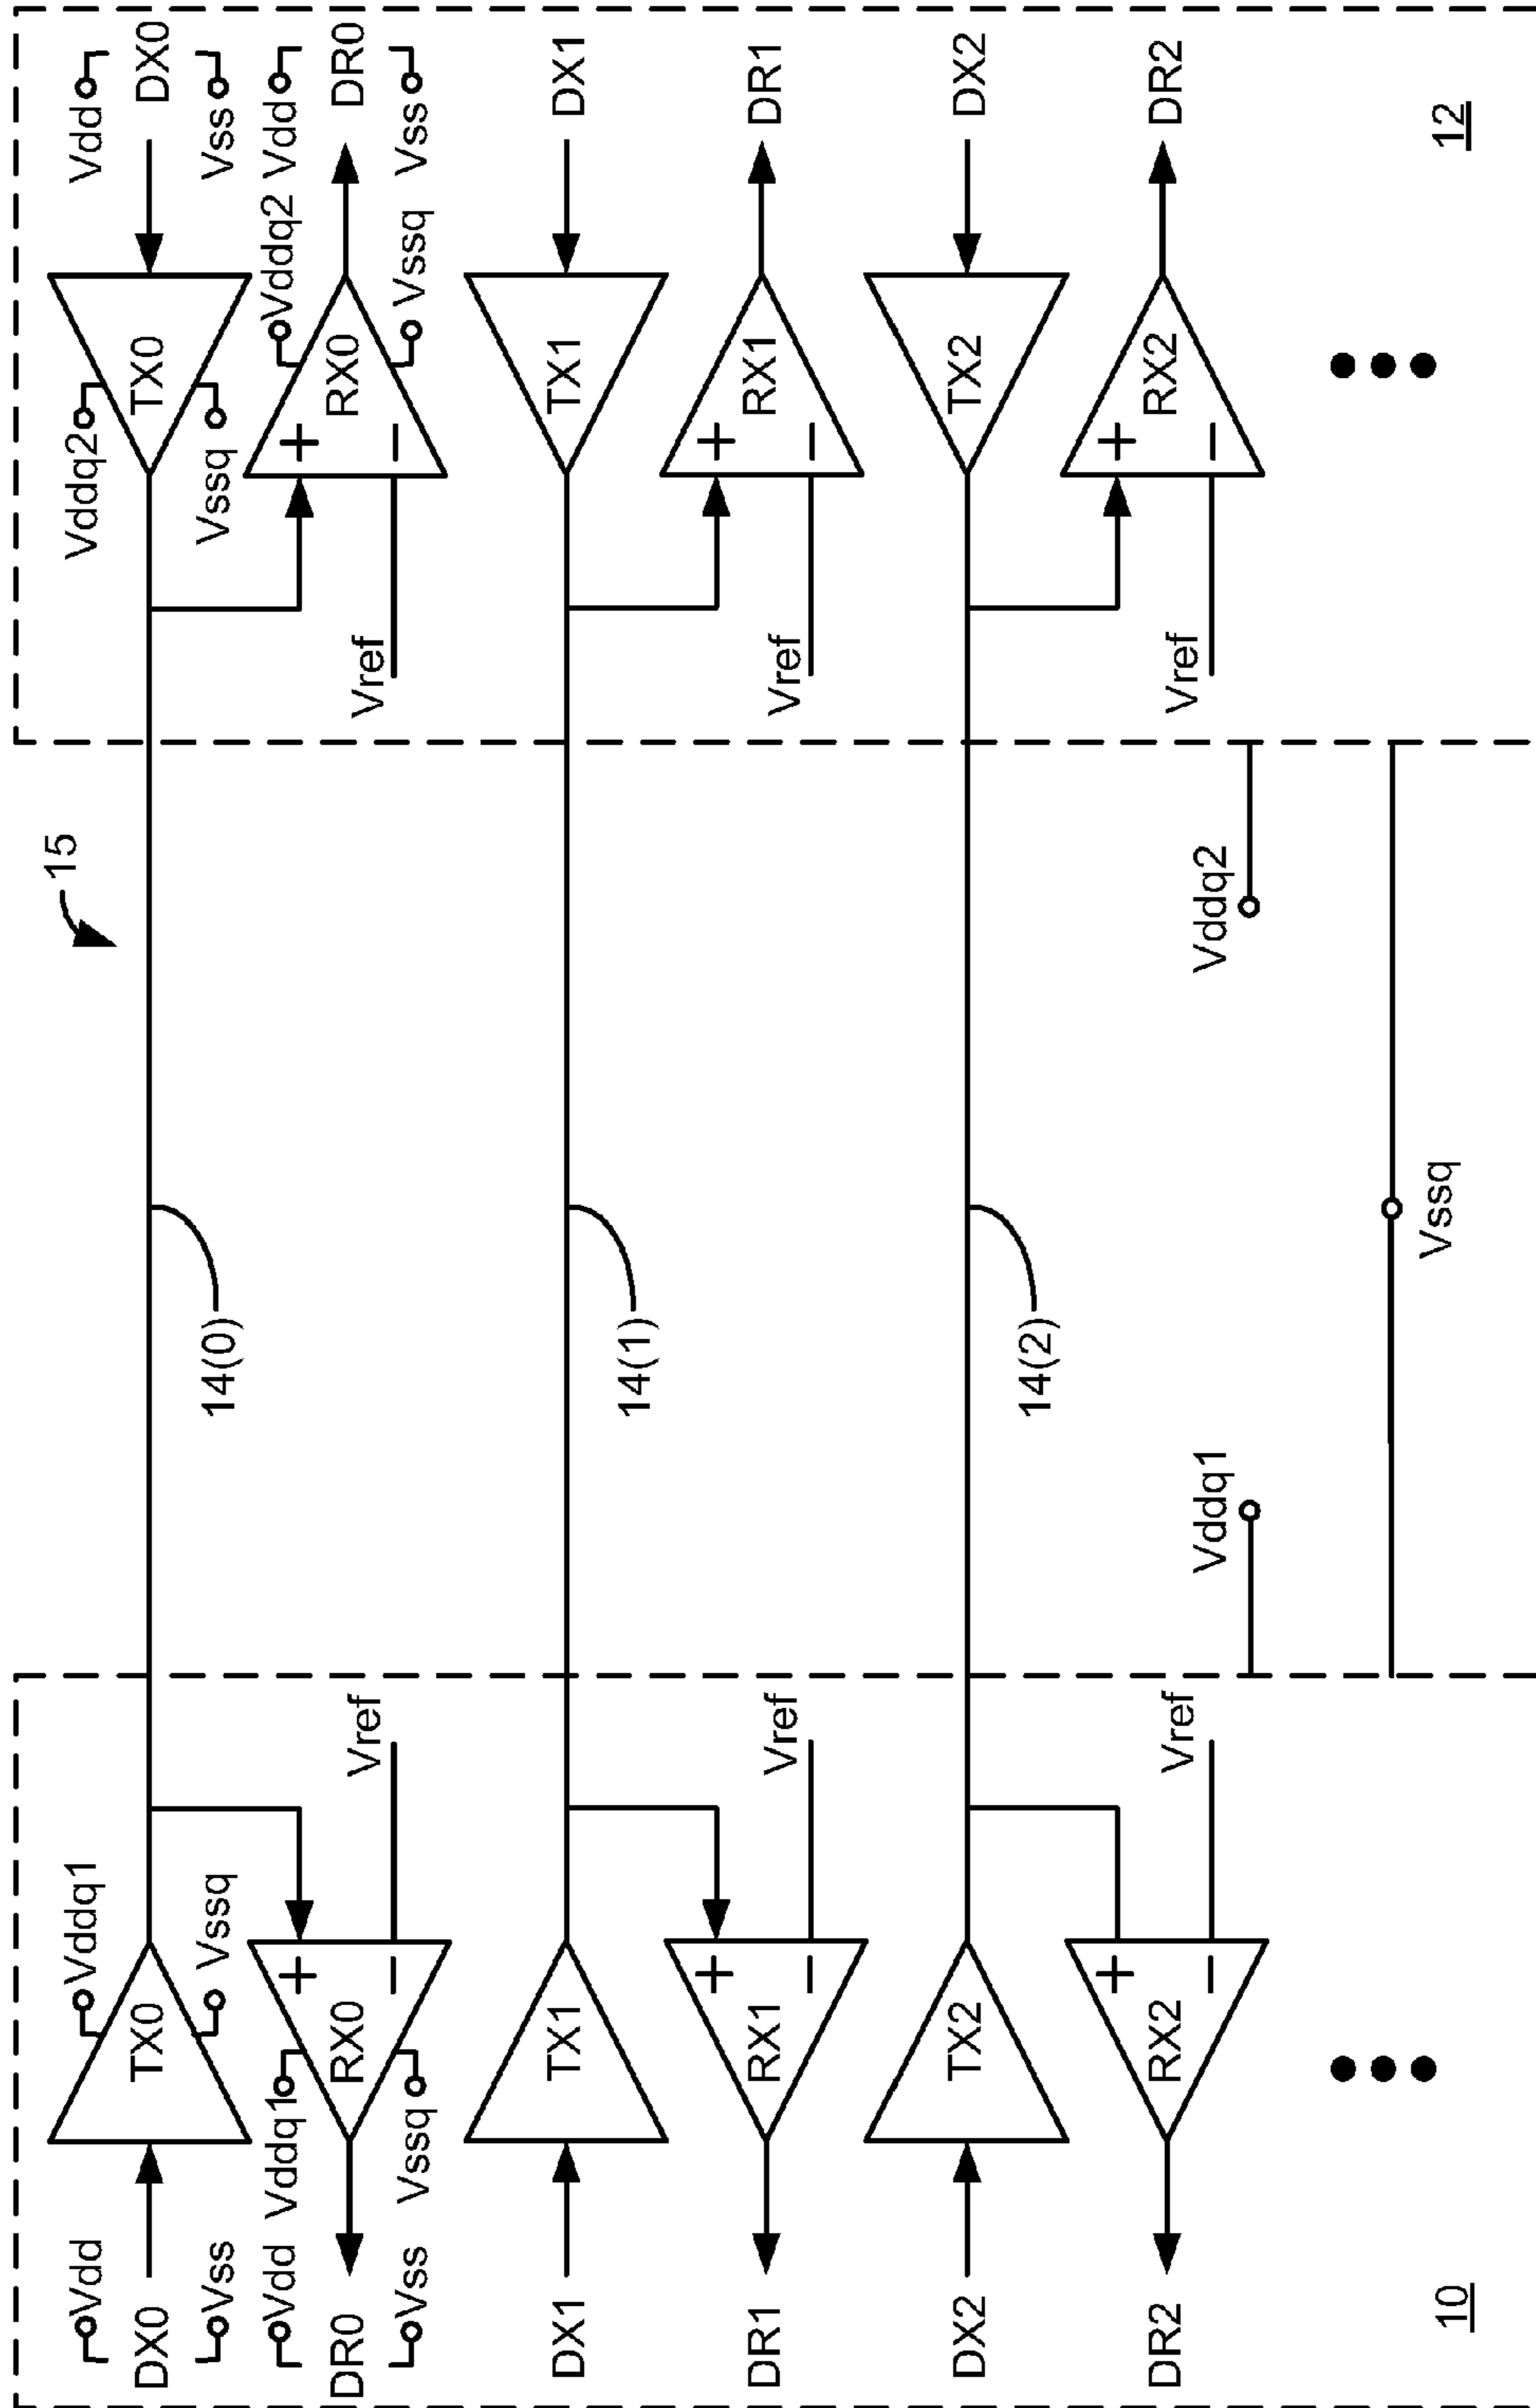 Vdd
DX0
Vss
Vddq1
TX0
Vssq
15
14(0)
Vddq2
TX0
Vssq
Vdd
DX0
Vss
Vdd
DR0
Vss
Vddq1
RX0
Vssq
+
−
Vref
Vref
+
−
Vddq2
RX0
Vssq
Vdd
DR0
Vss
DX1
TX1
14(1)
TX1
DX1
DR1
RX1
+
−
Vref
Vref
+
−
RX1
DR1
DX2
TX2
14(2)
TX2
DX2
DR2
RX2
+
−
Vref
Vddq1
Vddq2
Vref
+
−
RX2
DR2
Vssq
10
12